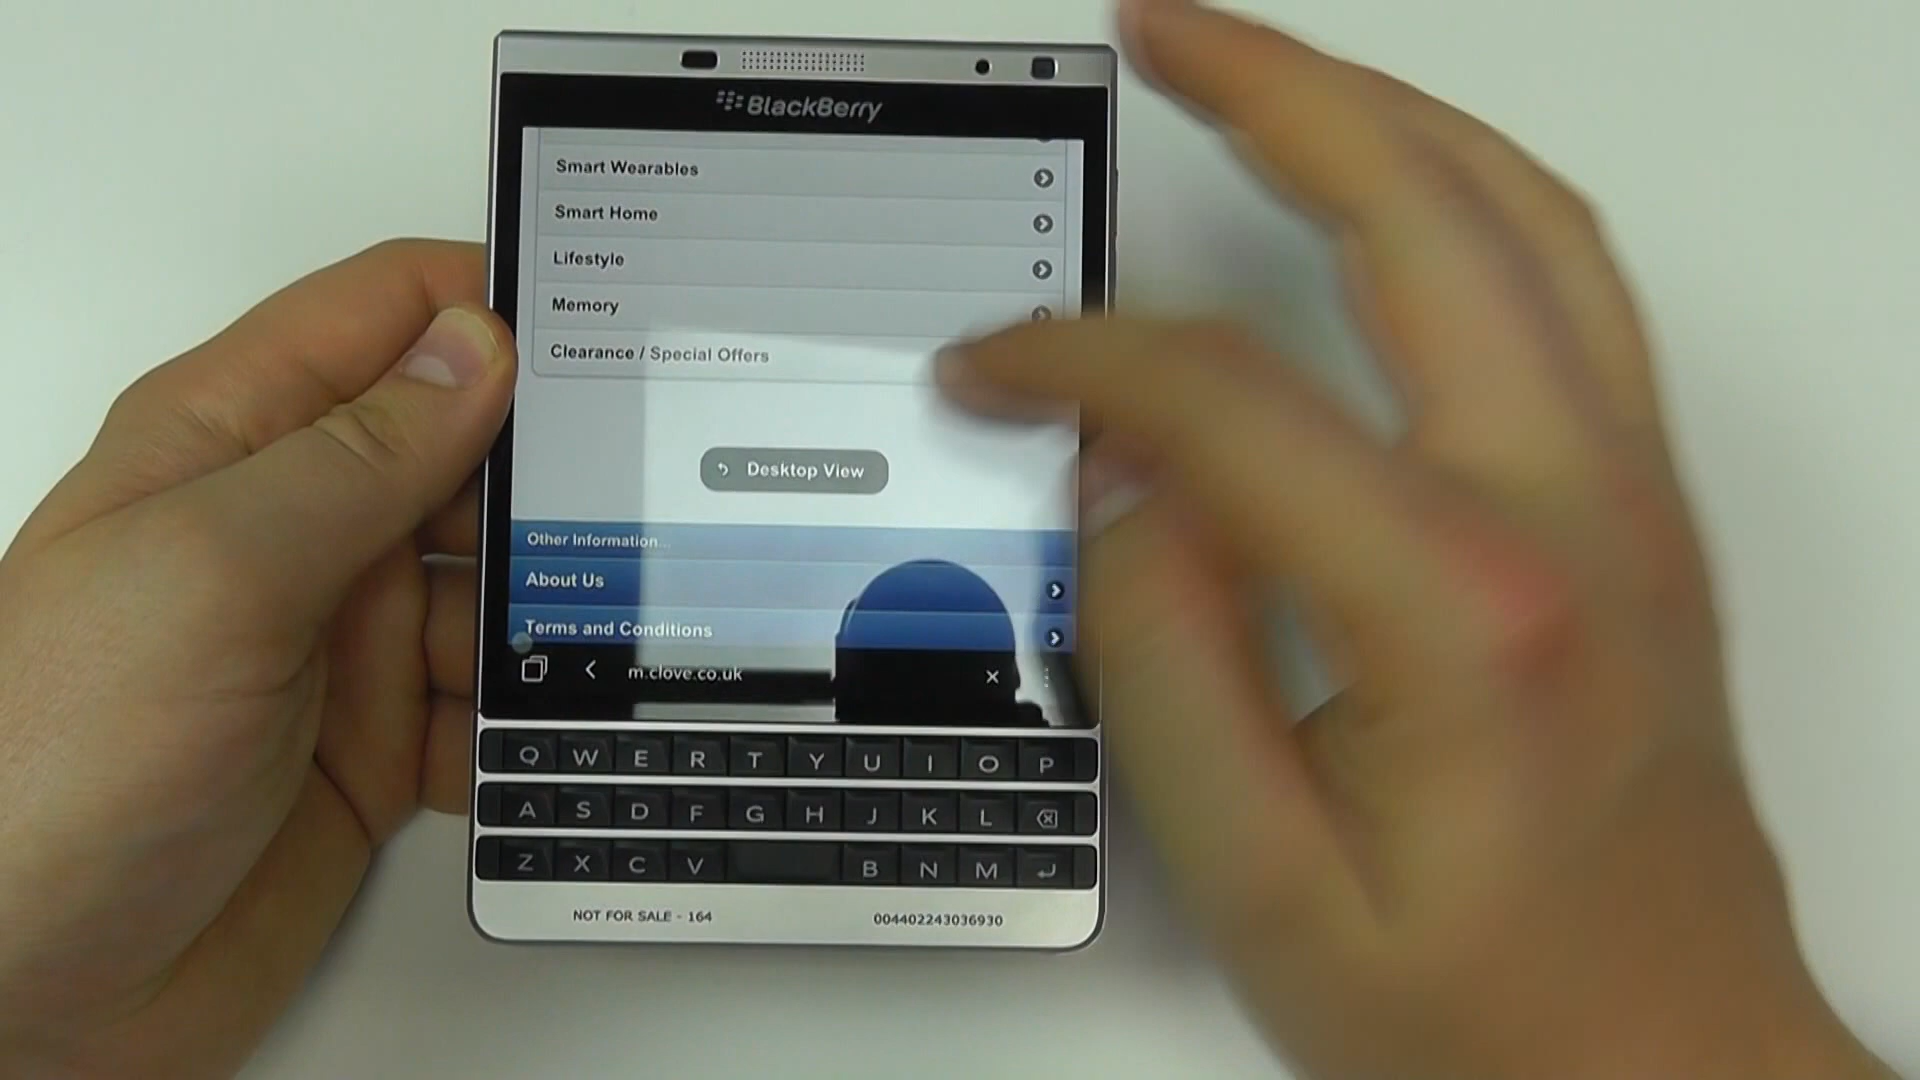 BlackBerry
Smart Wearables
Smart Home
Lifestyle
Memory
Clearance / Special Offers
Desktop View
Other Information...
About Us
Terms and Conditions
m.clove.co.uk
Q W E R T Y U I O P
A S D F G H J K L
Z X C V B N M
NOT FOR SALE - 164
004402243036930